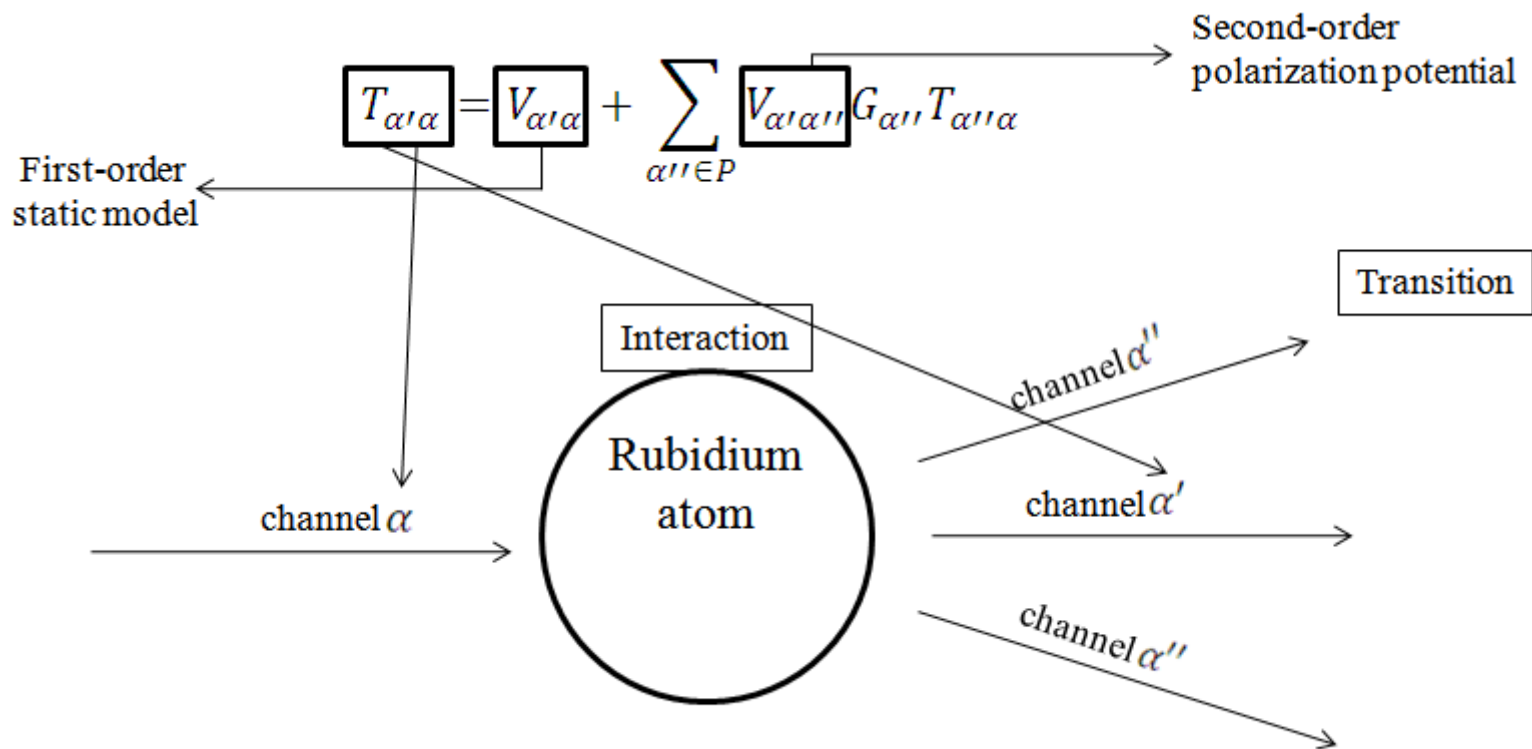 Second-order
polarization potential
T_{α′α} = V_{α′α} + ∑_{α′′∈P} V_{α′α′′} G_{α′′} T_{α′′α}
First-order
static model
Transition
Interaction
channel α′′
Rubidium
atom
channel α
channel α′
channel α′′